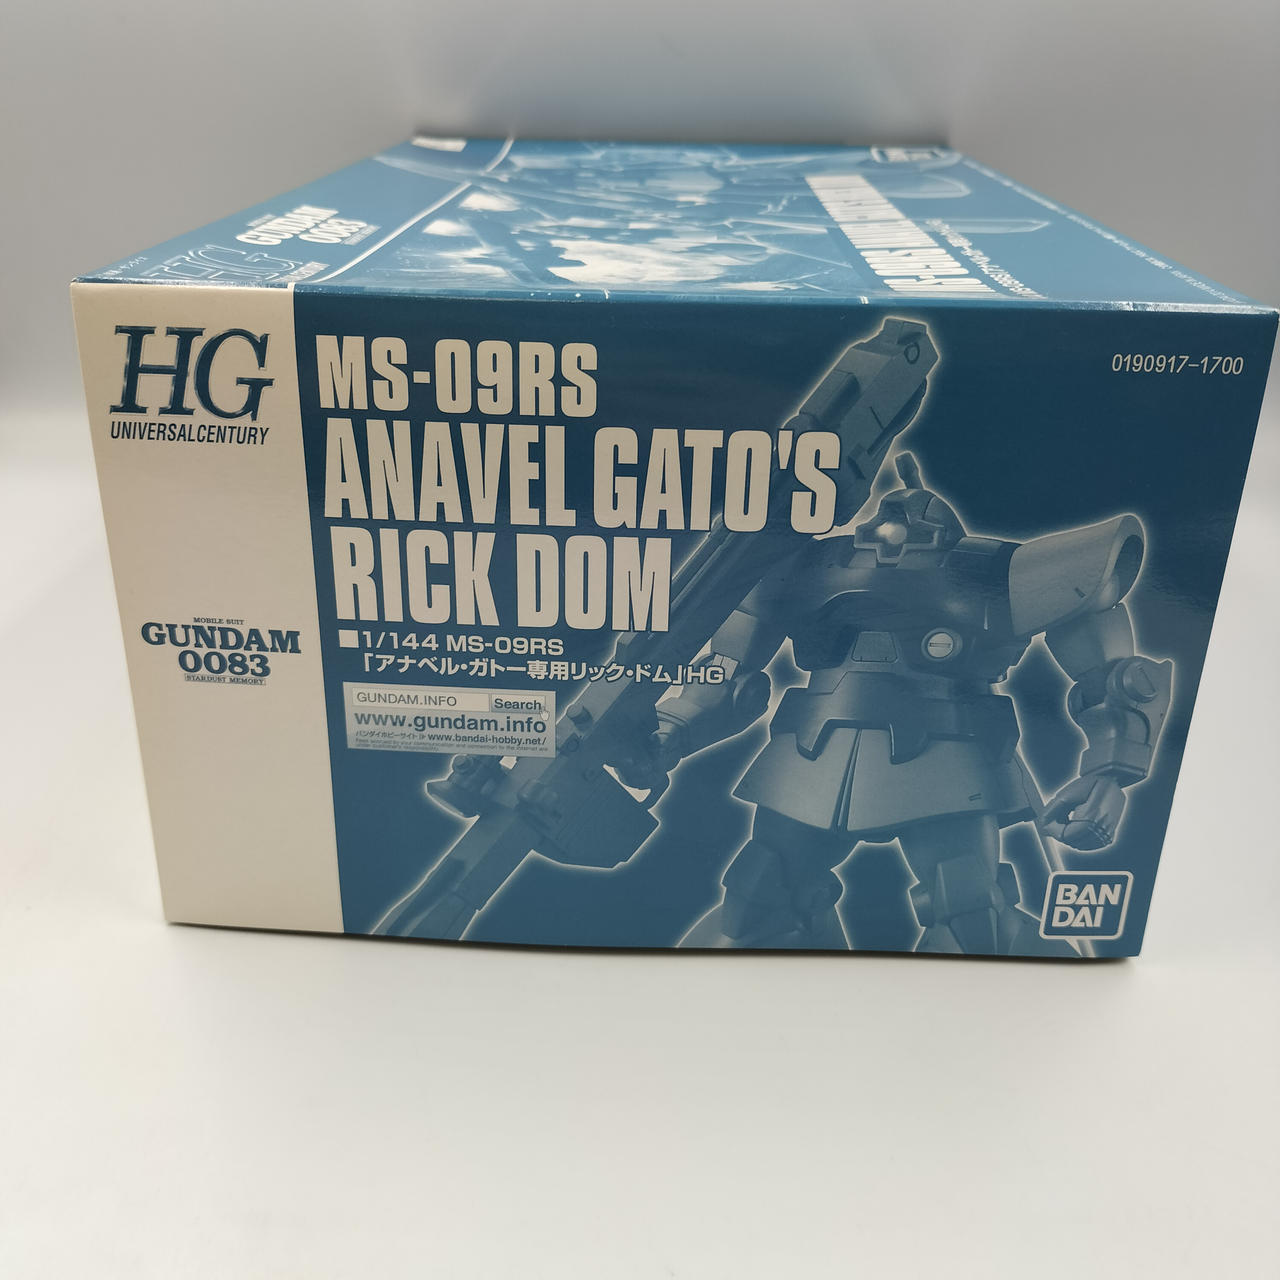 GUNDAM
0083
HG
HG
UNIVERSALCENTURY
MOBILE SUIT
GUNDAM
0083
STARDUST MEMORY
MS-09RS
ANAVEL GATO'S
RICK DOM
■1/144 MS-09RS
「アナベル・ガトー専用リック・ドム」HG
GUNDAM.INFO Search
www.gundam.info
バンダイホビーサイト www.bandai-hobby.net/
0190917-1700
BAN
DAI